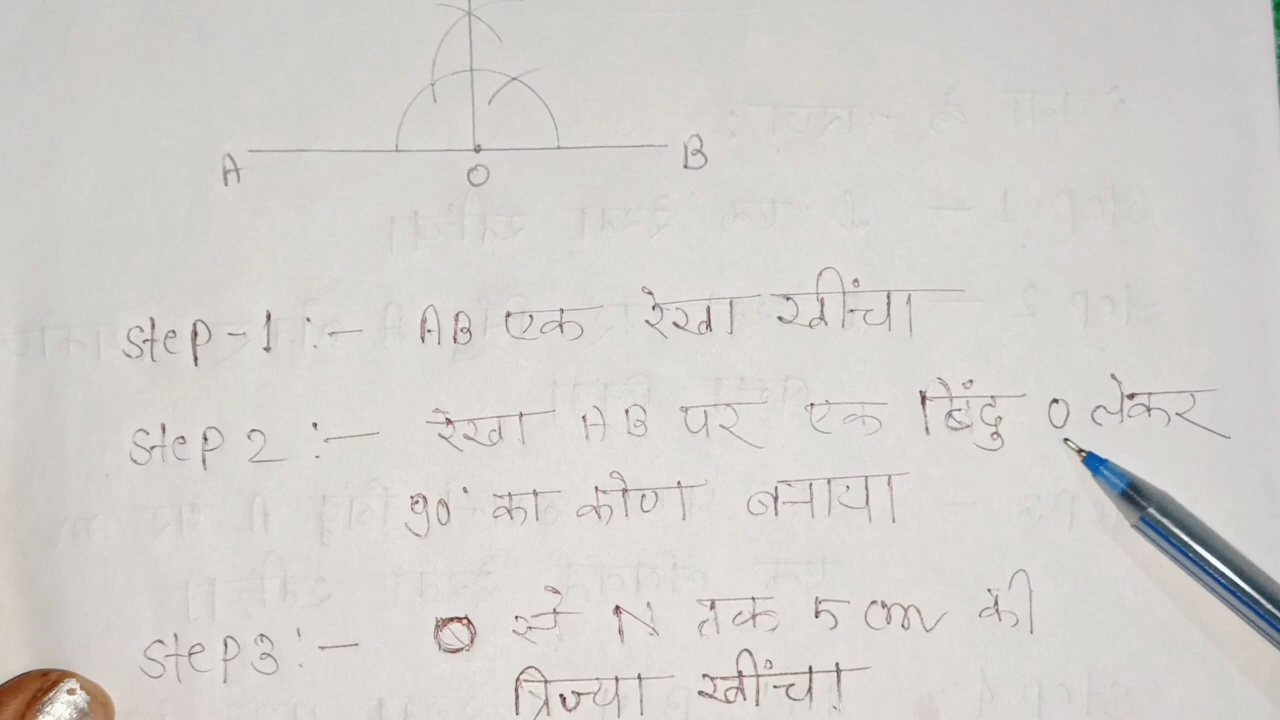 A
O
B
Step-1:- AB एक रेखा खींचा
Step 2:- रेखा AB पर एक बिंदु O लेकर
90° का कोण बनाया
Step3:- O से N तक 5 cm की
त्रिज्या खींचा।